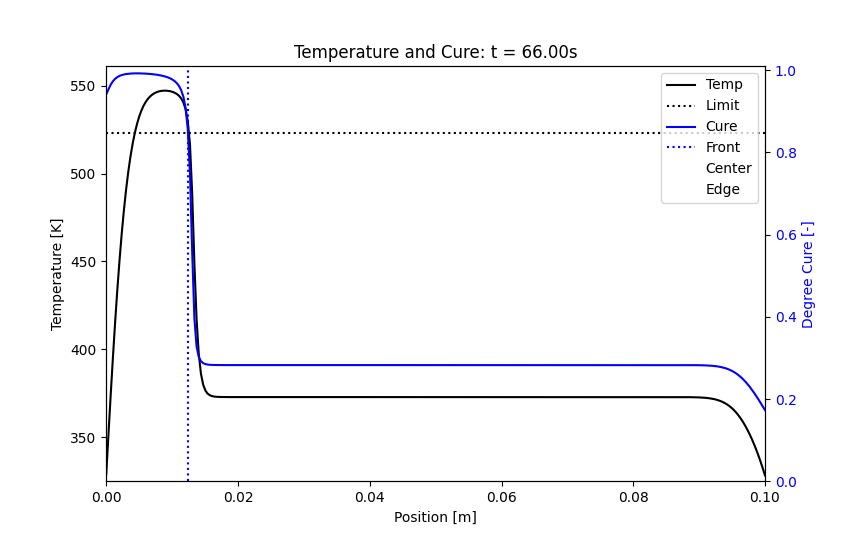 Temperature and Cure: t = 66.00s
Temperature [K]
550
500
450
400
350
Temp
Limit
Cure
Front
Center
Edge
1.0
0.8
0.6
0.4
0.2
0.0
Degree Cure [-]
0.00
0.02
0.04
0.06
0.08
0.10
Position [m]